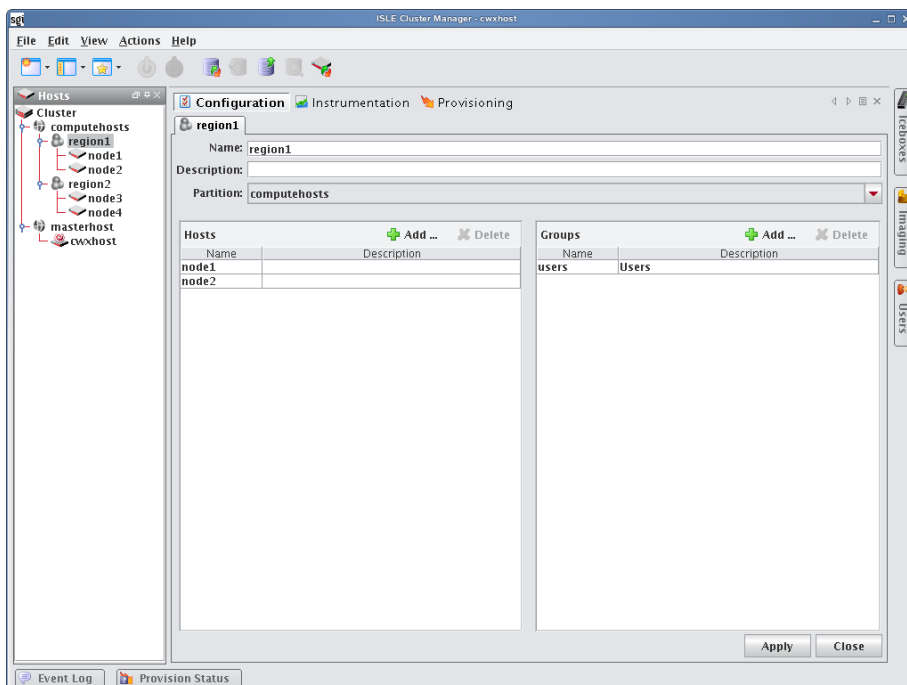 sgi ISLE Cluster Manager - cwxhost
File Edit View Actions Help
Hosts
Cluster
computehosts
region1
node1
node2
region2
node3
node4
masterhost
cwxhost
Configuration Instrumentation Provisioning
region1
Name: region1
Description:
Partition: computehosts
Hosts Add ... Delete
Name Description
node1
node2
Groups Add ... Delete
Name Description
users Users
Apply Close
Iceboxes
Imaging
Users
Event Log Provision Status